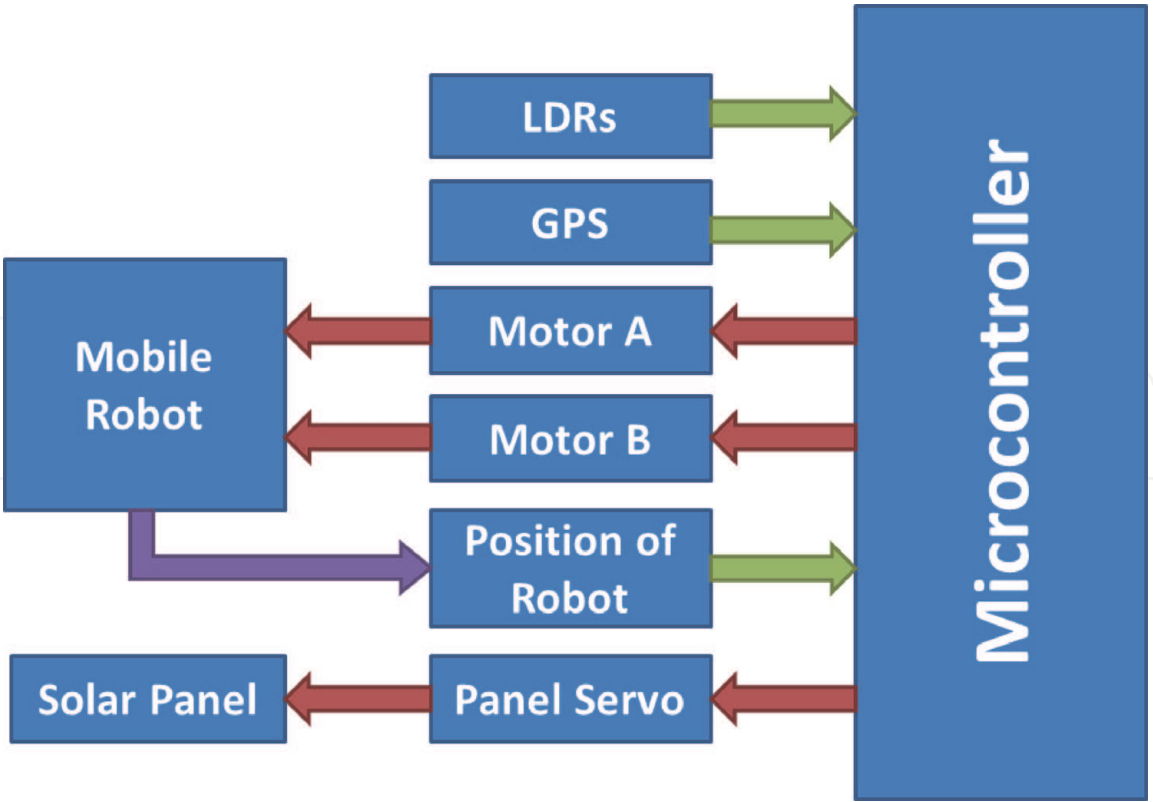 LDRs
GPS
Motor A
Mobile
Robot
Motor B
Position of
Robot
Solar Panel
Panel Servo
Microcontroller